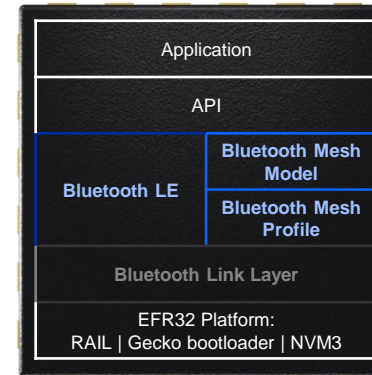 Application
API
Bluetooth LE
Bluetooth Mesh
Model
Bluetooth Mesh
Profile
Bluetooth Link Layer
EFR32 Platform:
RAIL | Gecko bootloader | NVM3